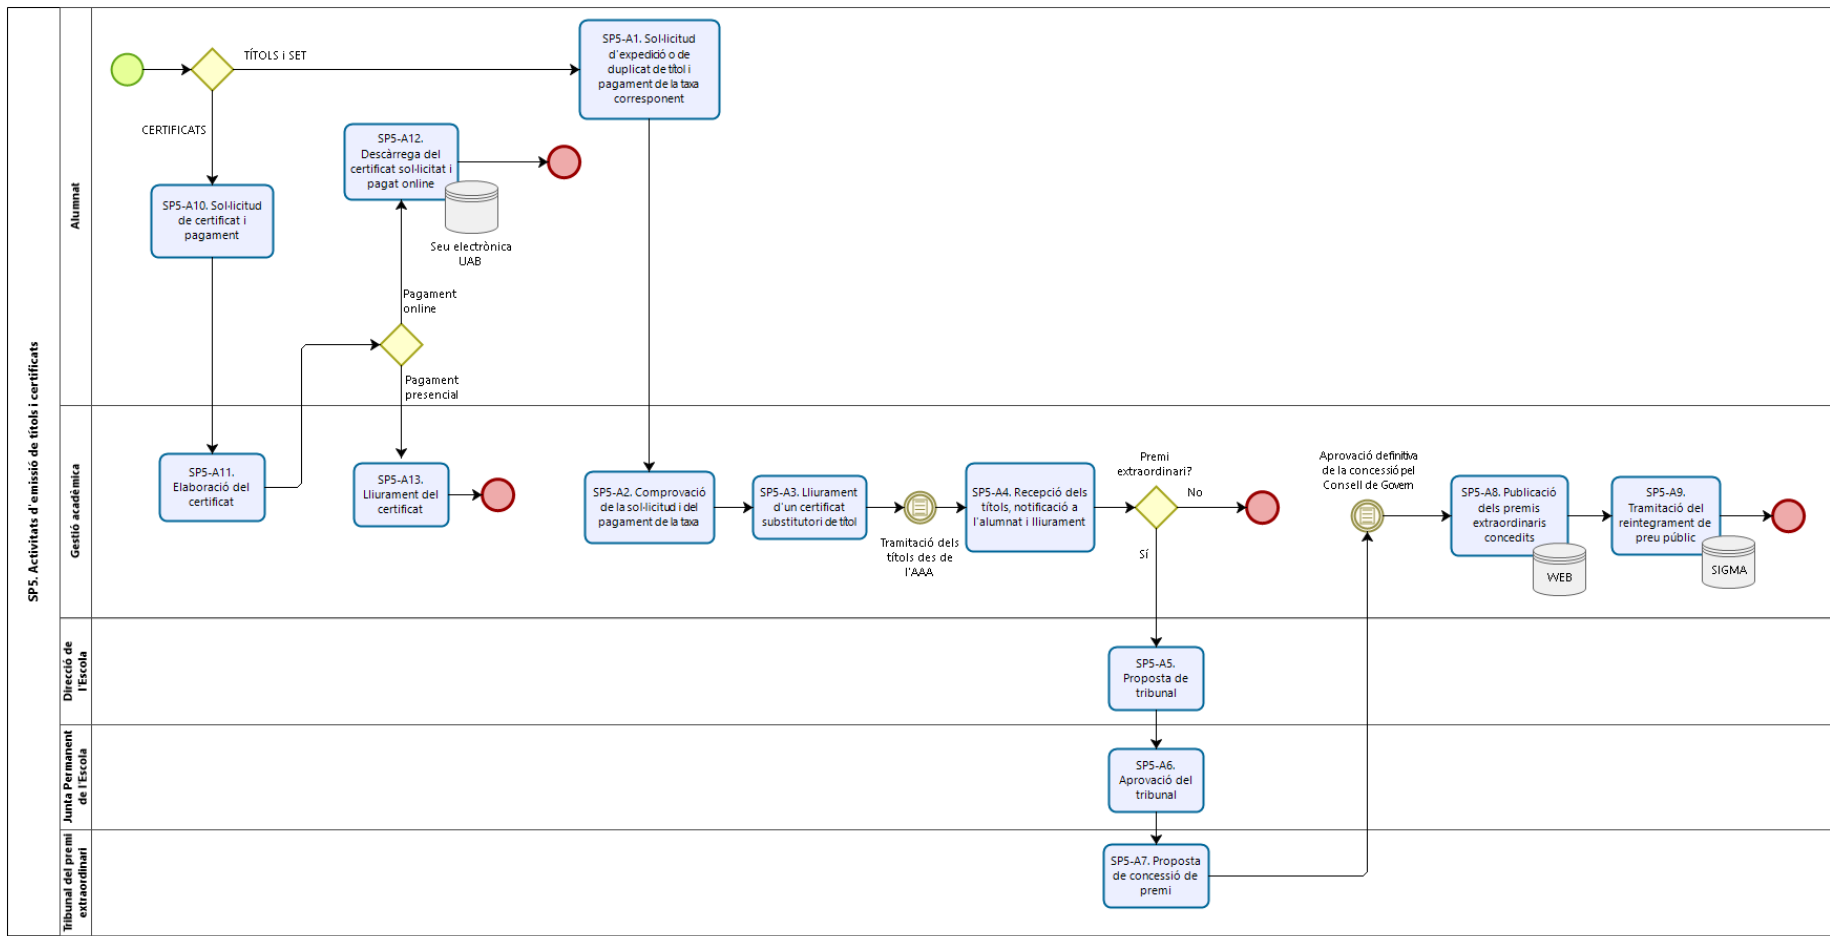 SP5. Activitats d'emissió de títols i certificats
Alumnat
TÍTOLS i SET
CERTIFICATS
SP5-A1. Sol·licitud
d'expedició o de
duplicat de títol i
pagament de la taxa
corresponent
SP5-A12.
Descàrrega del
certificat sol·licitat i
pagat online
Seu electrònica
UAB
SP5-A10. Sol·licitud
de certificat i
pagament
Pagament
online
Pagament
presencial
Gestió acadèmica
SP5-A11.
Elaboració del
certificat
SP5-A13.
Lliurament del
certificat
SP5-A2. Comprovació
de la sol·licitud i del
pagament de la taxa
SP5-A3. Lliurament
d'un certificat
substitutori de títol
Tramitació dels
títols des de
l'AAA
SP5-A4. Recepció dels
títols, notificació a
l'alumnat i lliurament
Premi
extraordinari?
No
Sí
Aprovació definitiva
de la concessió pel
Consell de Govern
SP5-A8. Publicació
dels premis
extraordinaris
concedits
WEB
SP5-A9.
Tramitació del
reintegrament de
preu públic
SIGMA
Direcció de
l'Escola
SP5-A5.
Proposta de
tribunal
Junta Permanent
de l'Escola
SP5-A6.
Aprovació del
tribunal
Tribunal del premi
extraordinari
SP5-A7. Proposta
de concessió de
premi